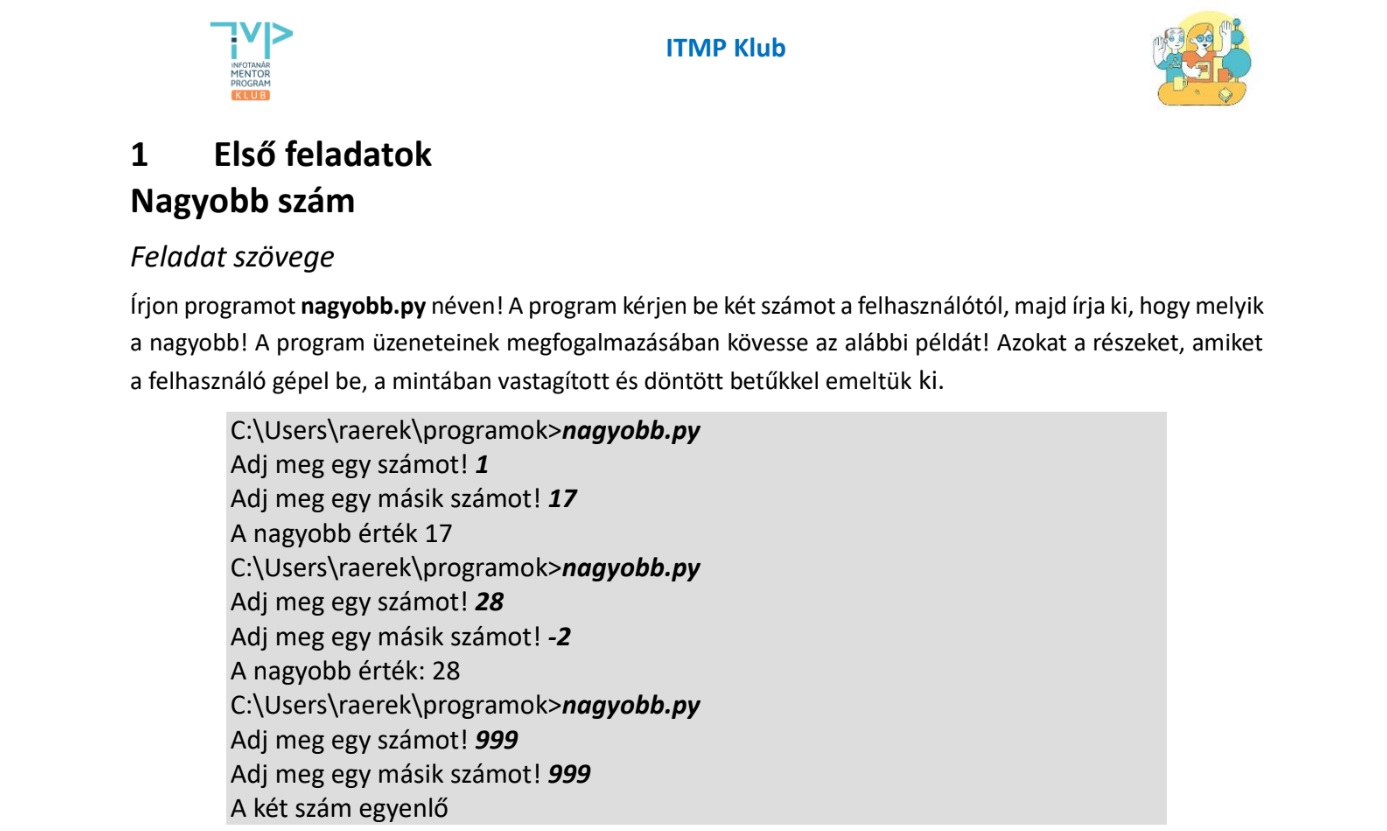 iNFOTANÁR
MENTOR
PROGRAM
KLUB
ITMP Klub
1 Első feladatok
Nagyobb szám
Feladat szövege
Írjon programot nagyobb.py néven! A program kérjen be két számot a felhasználótól, majd írja ki, hogy melyik
a nagyobb! A program üzeneteinek megfogalmazásában kövesse az alábbi példát! Azokat a részeket, amiket
a felhasználó gépel be, a mintában vastagított és döntött betűkkel emeltük ki.
C:\Users\raerek\programok>nagyobb.py
Adj meg egy számot! 1
Adj meg egy másik számot! 17
A nagyobb érték 17
C:\Users\raerek\programok>nagyobb.py
Adj meg egy számot! 28
Adj meg egy másik számot! -2
A nagyobb érték: 28
C:\Users\raerek\programok>nagyobb.py
Adj meg egy számot! 999
Adj meg egy másik számot! 999
A két szám egyenlő